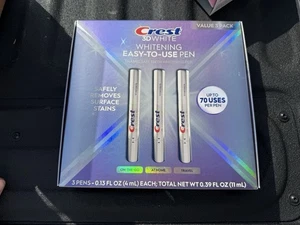 VALUE 3 PACK
Crest
3DWHITE
WHITENING
EASY-TO-USE PEN
SAFELY
REMOVES
SURFACE
STAINS
UP TO
70 USES
PER PEN
Crest
Crest
Crest
3 PENS - 0.13 FL OZ (4 mL) EACH; TOTAL NET WT 0.39 FL OZ (11 mL)